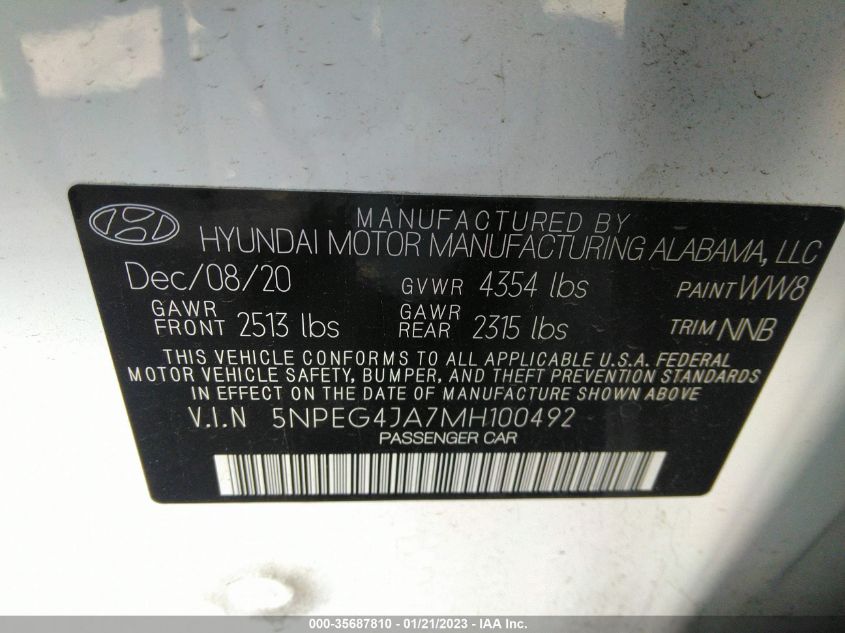 MANUFACTURED BY
HYUNDAI MOTOR MANUFACTURING ALABAMA, LLC
Dec/08/20 GVWR 4354 lbs PAINT WW8
GAWR FRONT 2513 lbs GAWR REAR 2315 lbs TRIM NNB
THIS VEHICLE CONFORMS TO ALL APPLICABLE U.S.A. FEDERAL
MOTOR VEHICLE SAFETY, BUMPER, AND THEFT PREVENTION STANDARDS
IN EFFECT ON THE DATE OF MANUFACTURE SHOWN ABOVE
V.I.N 5NPEG4JA7MH100492
PASSENGER CAR
000-35687810 - 01/21/2023 - IAA Inc.